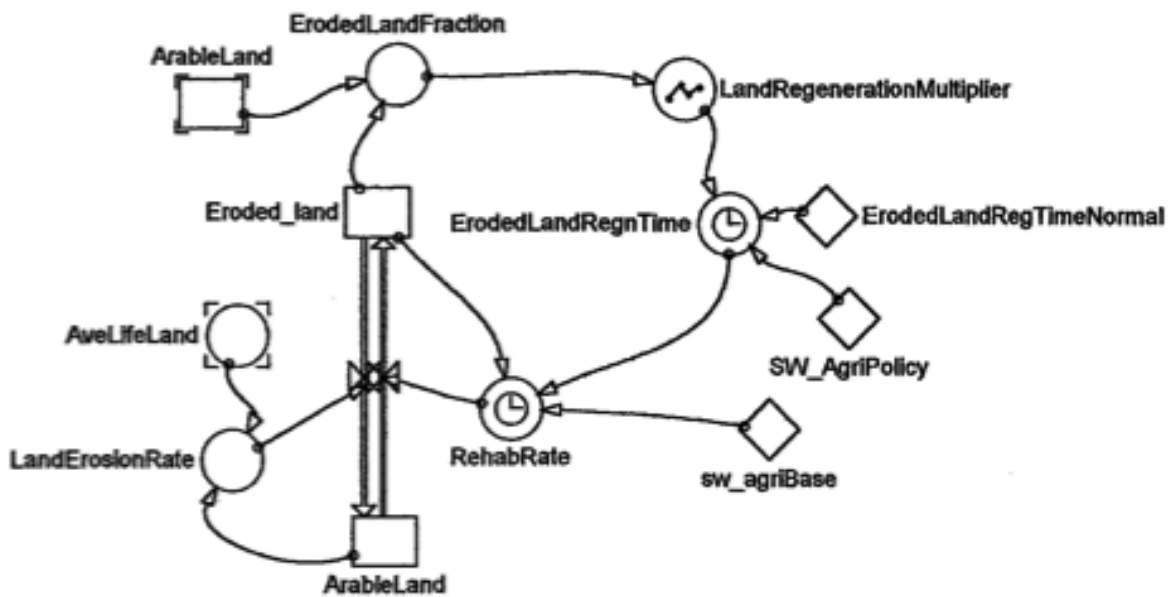 ErodedLandFraction
ArableLand
LandRegenerationMultiplier
Eroded_land
ErodedLandRegnTime
ErodedLandRegTimeNormal
AveLifeLand
SW_AgriPolicy
LandErosionRate
RehabRate
sw_agriBase
ArableLand